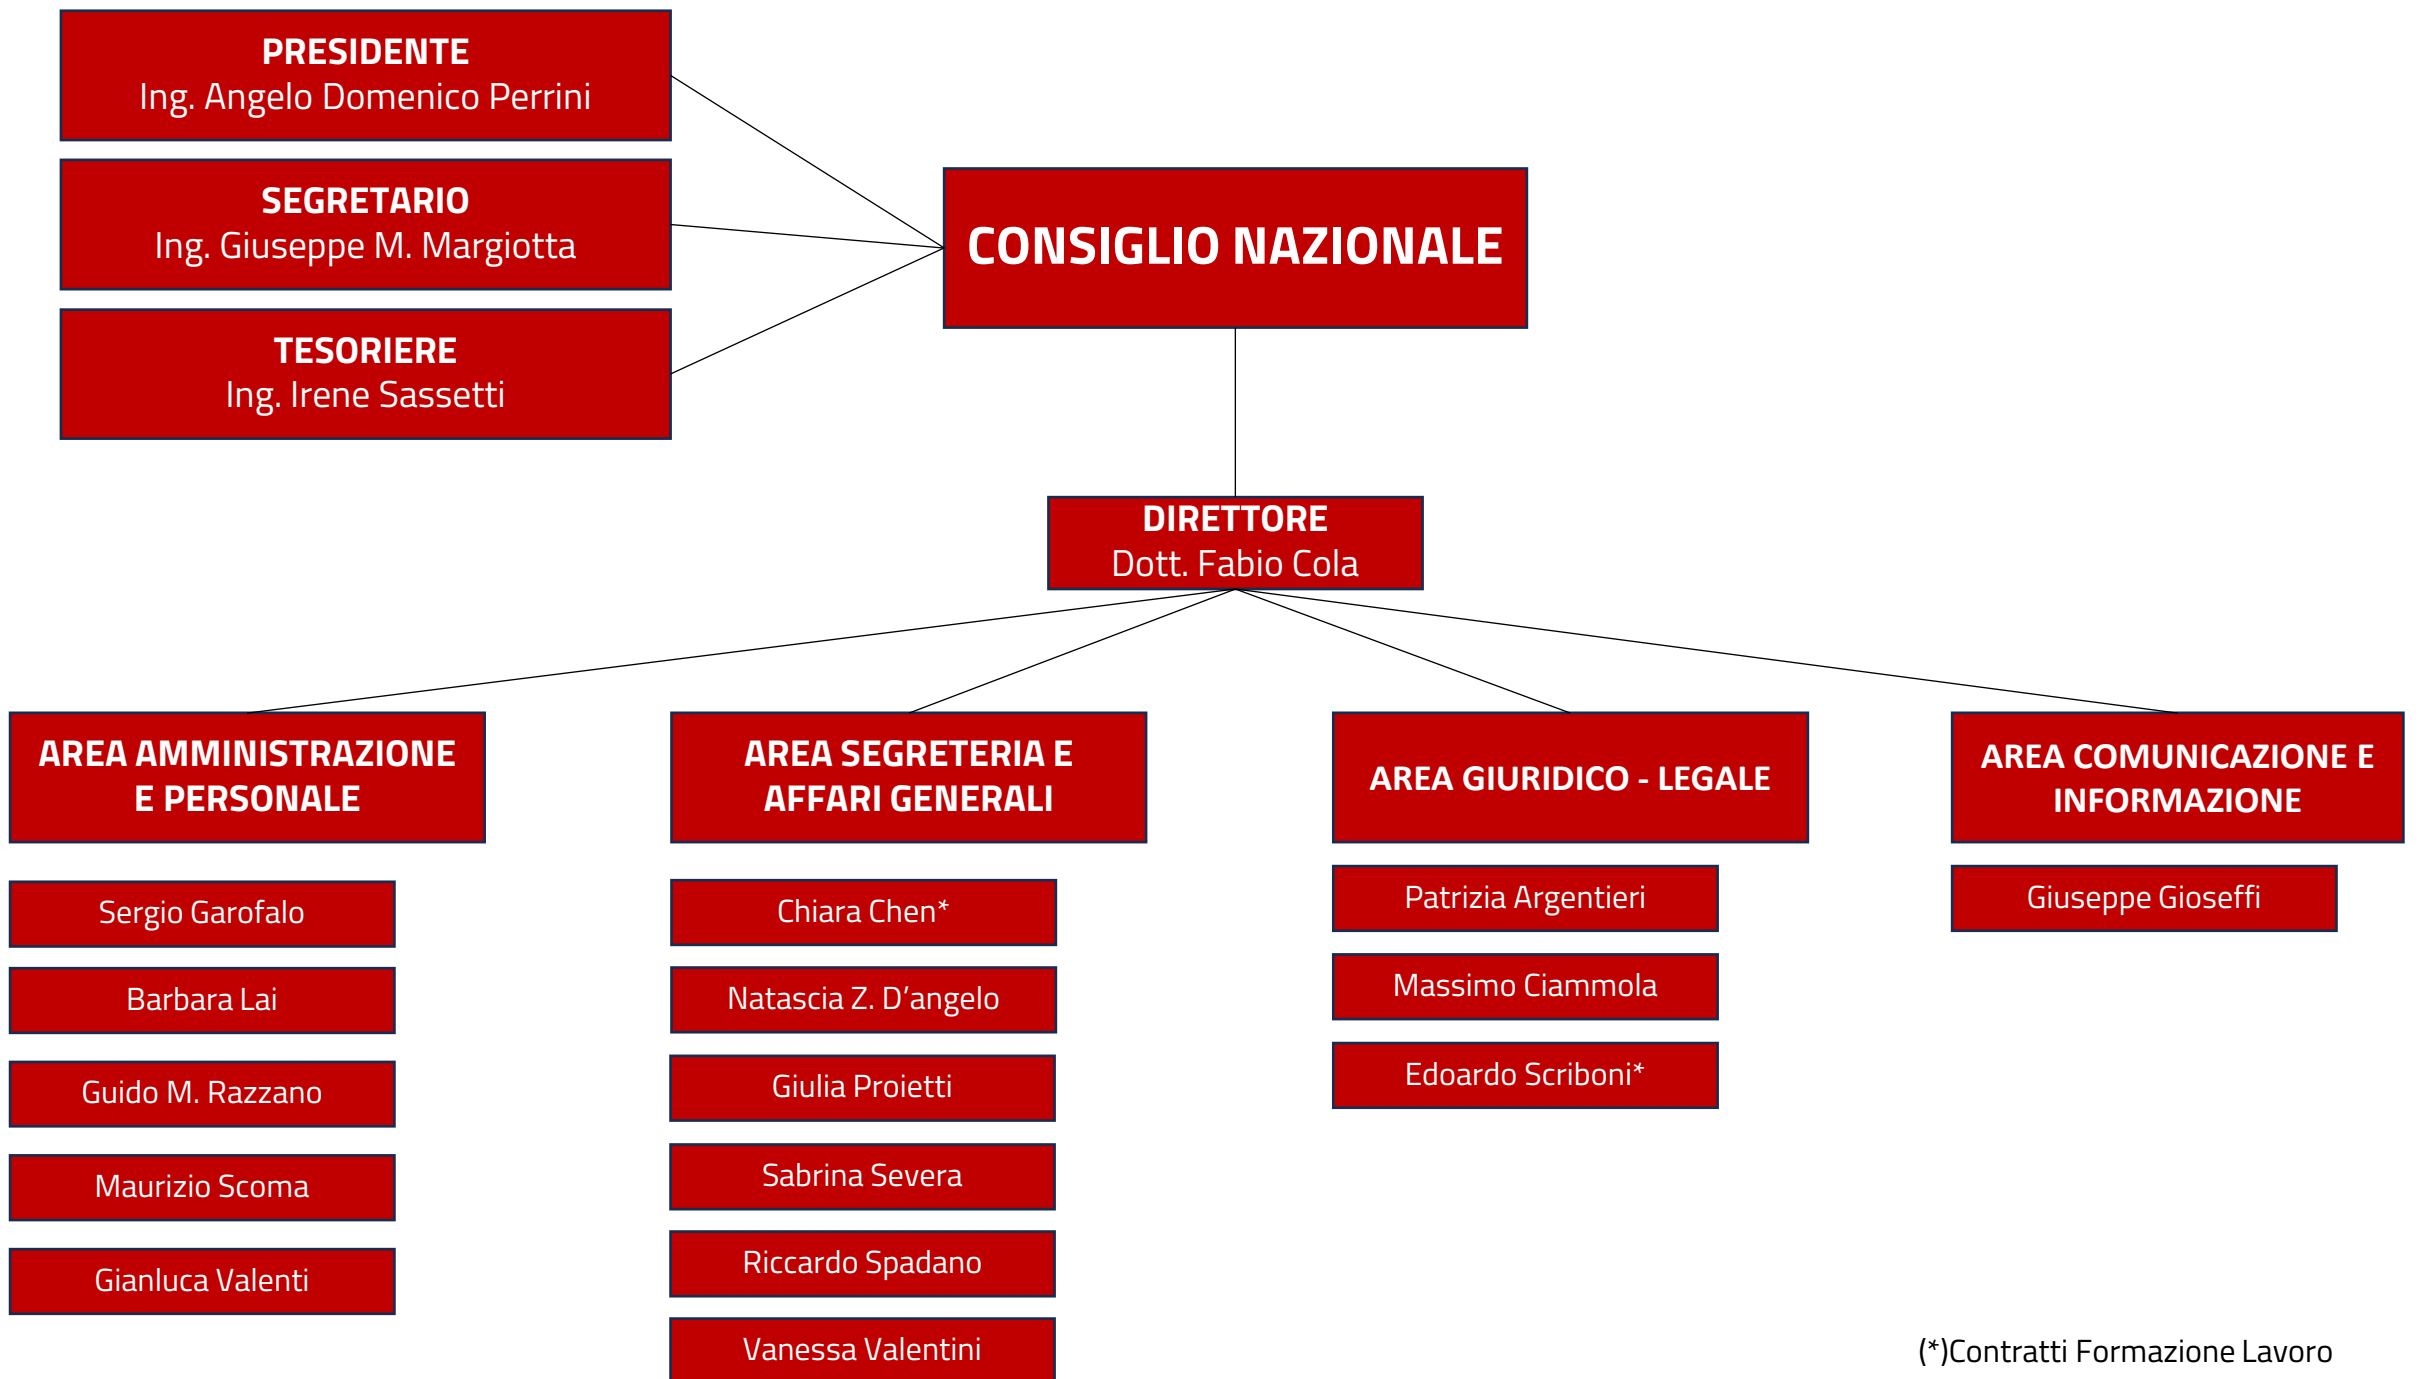 PRESIDENTE
Ing. Angelo Domenico Perrini
SEGRETARIO
Ing. Giuseppe M. Margiotta
TESORIERE
Ing. Irene Sassetti
CONSIGLIO NAZIONALE
DIRETTORE
Dott. Fabio Cola
AREA AMMINISTRAZIONE
E PERSONALE
Sergio Garofalo
Barbara Lai
Guido M. Razzano
Maurizio Scoma
Gianluca Valenti
AREA SEGRETERIA E
AFFARI GENERALI
Chiara Chen*
Natascia Z. D’angelo
Giulia Proietti
Sabrina Severa
Riccardo Spadano
Vanessa Valentini
AREA GIURIDICO - LEGALE
Patrizia Argentieri
Massimo Ciammola
Edoardo Scriboni*
AREA COMUNICAZIONE E
INFORMAZIONE
Giuseppe Gioseffi
(*)Contratti Formazione Lavoro